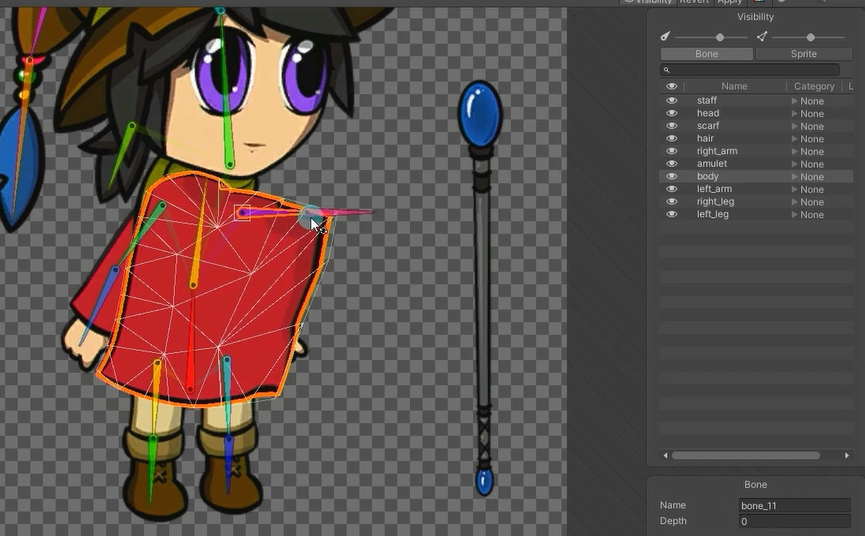 Visibility Revert Apply
Visibility
Bone Sprite
Name Category L
staff None
head None
scarf None
hair None
right_arm None
amulet None
body None
left_arm None
right_leg None
left_leg None
Bone
Name bone_11
Depth 0